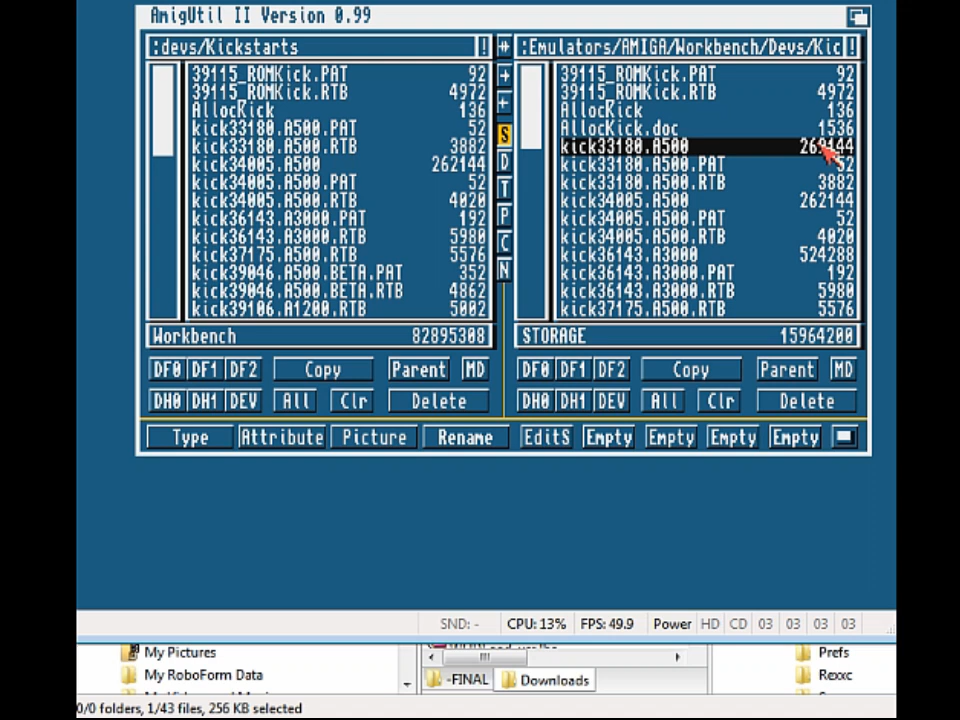 AmigUtil II Version 0.99
:devs/Kickstarts !
39115_ROMKick.PAT 92
39115_ROMKick.RTB 4972
AllocKick 136
kick33180.A500.PAT 52
kick33180.A500.RTB 3882
kick34005.A500 262144
kick34005.A500.PAT 52
kick34005.A500.RTB 4020
kick36143.A3000.PAT 192
kick36143.A3000.RTB 5980
kick37175.A500.RTB 5576
kick39046.A500.BETA.PAT 352
kick39046.A500.BETA.RTB 4862
kick39106.A1200.RTB 5002
Workbench 82895308
DF0 DF1 DF2 Copy Parent MD
DH0 DH1 DEV All Clr Delete
S
D
T
P
C
N
:Emulators/AMIGA/Workbench/Devs/Kic !
39115_ROMKick.PAT 92
39115_ROMKick.RTB 4972
AllocKick 136
AllocKick.doc 1536
kick33180.A500 262144
kick33180.A500.PAT 52
kick33180.A500.RTB 3882
kick34005.A500 262144
kick34005.A500.PAT 52
kick34005.A500.RTB 4020
kick36143.A3000 524288
kick36143.A3000.PAT 192
kick36143.A3000.RTB 5980
kick37175.A500.RTB 5576
STORAGE 15964200
DF0 DF1 DF2 Copy Parent MD
DH0 DH1 DEV All Clr Delete
Type Attribute Picture Rename EditS Empty Empty Empty Empty
SND: - CPU: 13% FPS: 49.9 Power HD CD 03 03 03 03
My Pictures
My RoboForm Data
-FINAL Downloads
Prefs
Rexxc
0/0 folders, 1/43 files, 256 KB selected